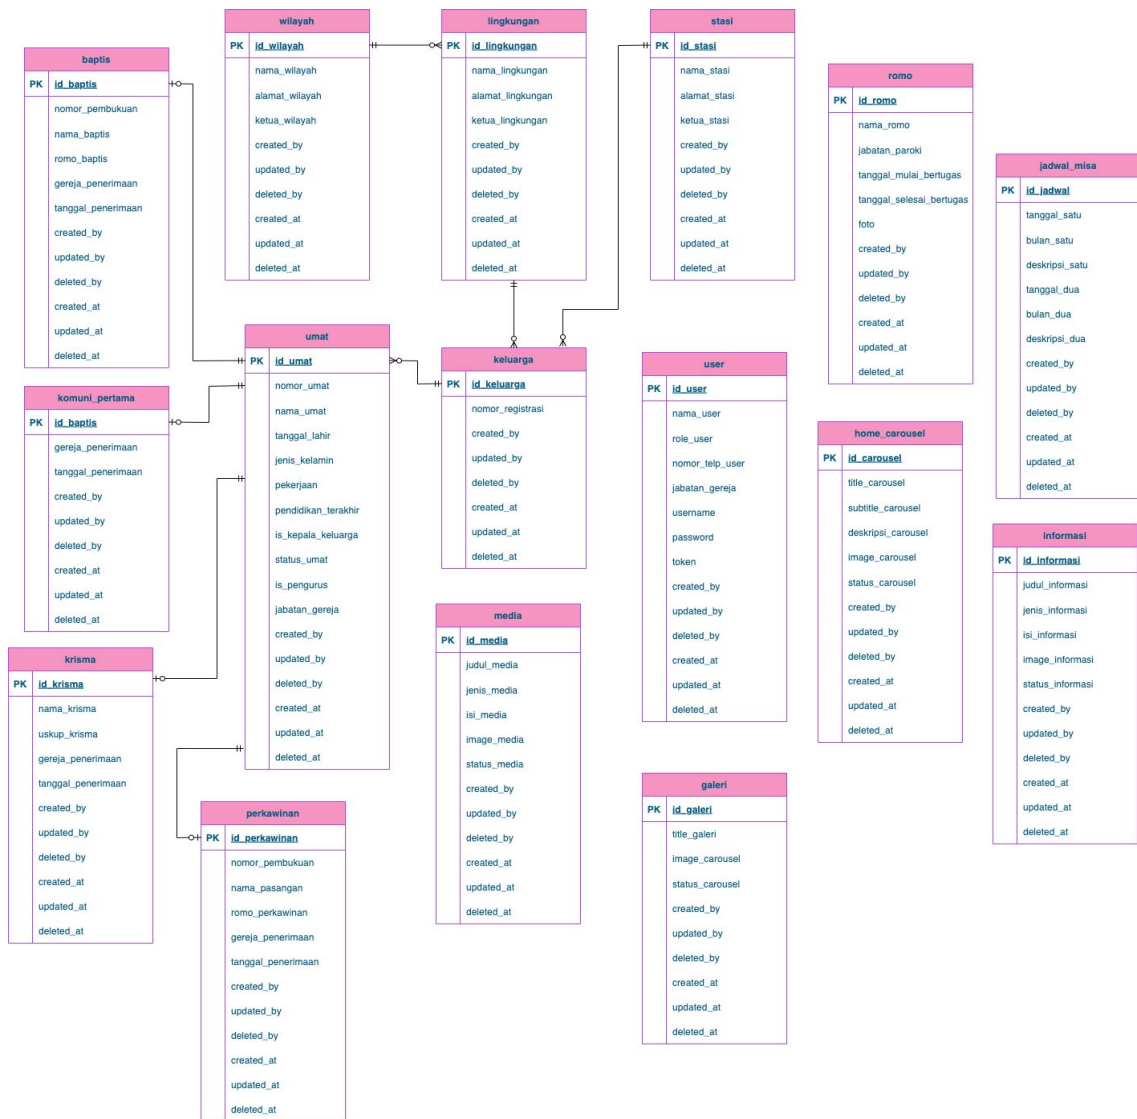 wilayah
PK id_wilayah
nama_wilayah
alamat_wilayah
ketua_wilayah
created_by
updated_by
deleted_by
created_at
updated_at
deleted_at
lingkungan
PK id_lingkungan
nama_lingkungan
alamat_lingkungan
ketua_lingkungan
created_by
updated_by
deleted_by
created_at
updated_at
deleted_at
stasi
PK id_stasi
nama_stasi
alamat_stasi
ketua_stasi
created_by
updated_by
deleted_by
created_at
updated_at
deleted_at
baptis
PK id_baptis
nomor_pembukuan
nama_baptis
romo_baptis
gereja_penerimaan
tanggal_penerimaan
created_by
updated_by
deleted_by
created_at
updated_at
deleted_at
romo
PK id_romo
nama_romo
jabatan_paroki
tanggal_mulai_bertugas
tanggal_selesai_bertugas
foto
created_by
updated_by
deleted_by
created_at
updated_at
deleted_at
jadwal_misa
PK id_jadwal
tanggal_satu
bulan_satu
deskripsi_satu
tanggal_dua
bulan_dua
deskripsi_dua
created_by
updated_by
deleted_by
created_at
updated_at
deleted_at
umat
PK id_umat
nomor_umat
nama_umat
tanggal_lahir
jenis_kelamin
pekerjaan
pendidikan_terakhir
is_kepala_keluarga
status_umat
is_pengurus
jabatan_gereja
created_by
updated_by
deleted_by
created_at
updated_at
deleted_at
keluarga
PK id_keluarga
nomor_registrasi
created_by
updated_by
deleted_by
created_at
updated_at
deleted_at
user
PK id_user
nama_user
role_user
nomor_telp_user
jabatan_gereja
username
password
token
created_by
updated_by
deleted_by
created_at
updated_at
deleted_at
komuni_pertama
PK id_baptis
gereja_penerimaan
tanggal_penerimaan
created_by
updated_by
deleted_by
created_at
updated_at
deleted_at
home_carousel
PK id_carousel
title_carousel
subtitle_carousel
deskripsi_carousel
image_carousel
status_carousel
created_by
updated_by
deleted_by
created_at
updated_at
deleted_at
informasi
PK id_informasi
judul_informasi
jenis_informasi
isi_informasi
image_informasi
status_informasi
created_by
updated_by
deleted_by
created_at
updated_at
deleted_at
media
PK id_media
judul_media
jenis_media
isi_media
image_media
status_media
created_by
updated_by
deleted_by
created_at
updated_at
deleted_at
krisma
PK id_krisma
nama_krisma
uskup_krisma
gereja_penerimaan
tanggal_penerimaan
created_by
updated_by
deleted_by
created_at
updated_at
deleted_at
galeri
PK id_galeri
title_galeri
image_carousel
status_carousel
created_by
updated_by
deleted_by
created_at
updated_at
deleted_at
perkawinan
PK id_perkawinan
nomor_pembukuan
nama_pasangan
romo_perkawinan
gereja_penerimaan
tanggal_penerimaan
created_by
updated_by
deleted_by
created_at
updated_at
deleted_at